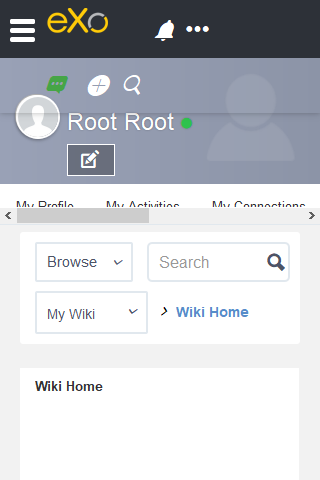 eXo
Root Root
My Profile My Activities My Connections
Browse
Search
My Wiki
Wiki Home
Wiki Home